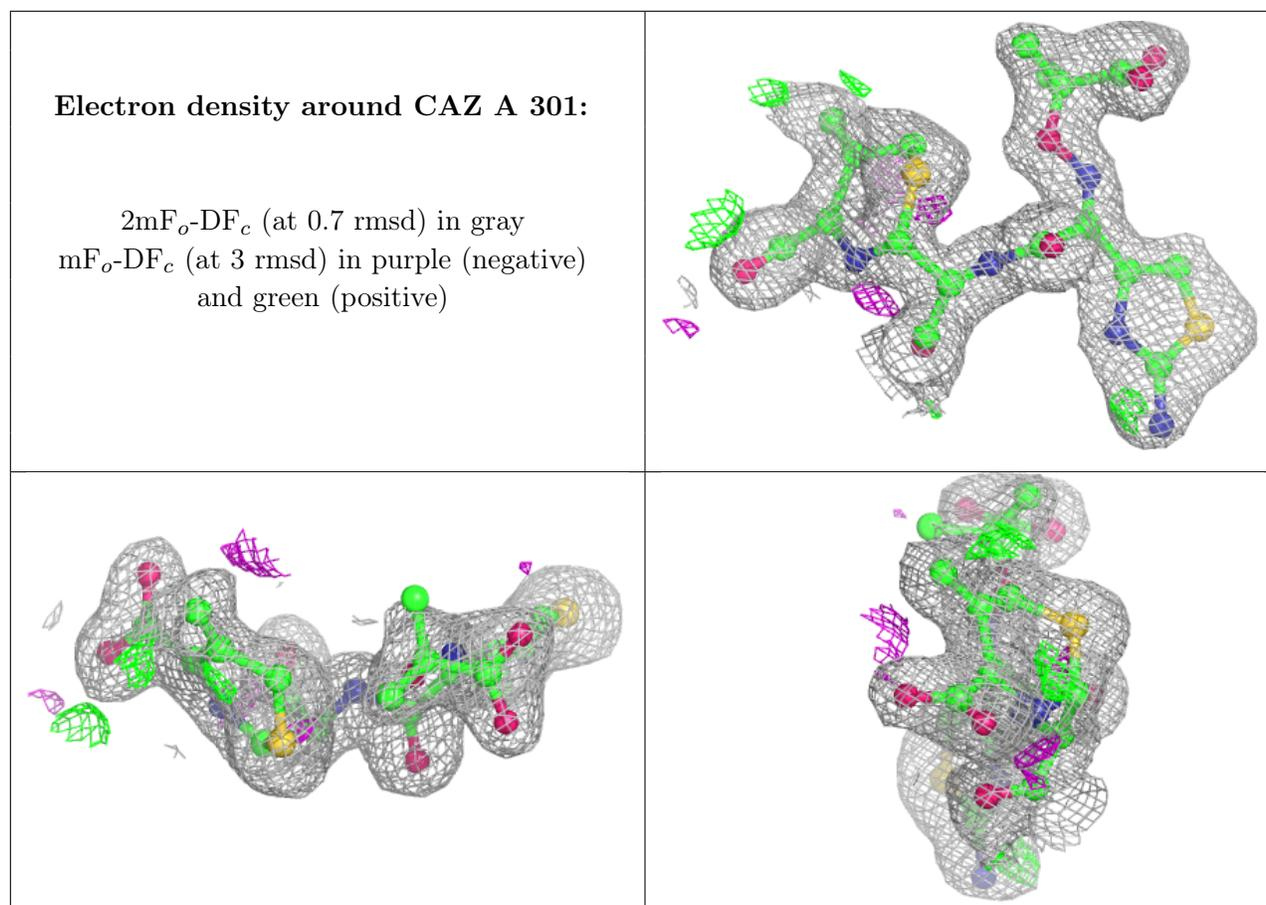 Electron density around CAZ A 301:
2mFo-DFc (at 0.7 rmsd) in gray
mFo-DFc (at 3 rmsd) in purple (negative)
and green (positive)